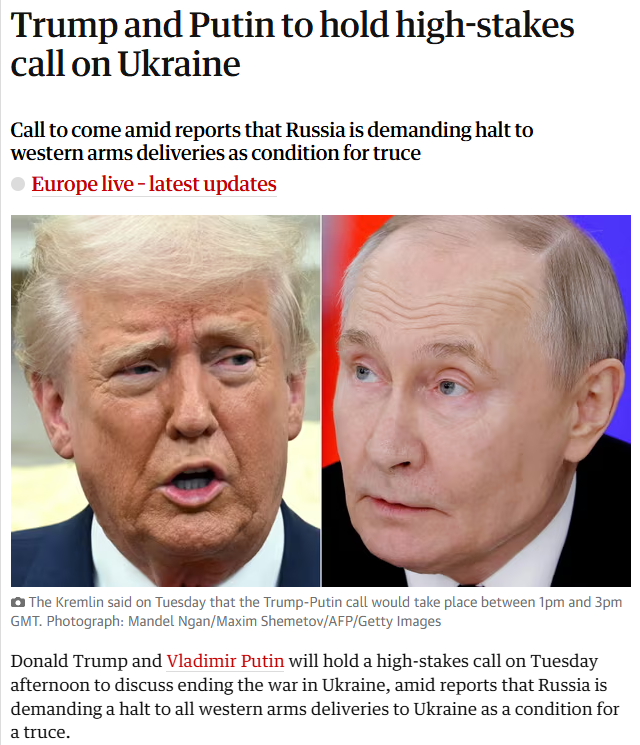 Trump and Putin to hold high-stakes
call on Ukraine
Call to come amid reports that Russia is demanding halt to
western arms deliveries as condition for truce
Europe live – latest updates
The Kremlin said on Tuesday that the Trump-Putin call would take place between 1pm and 3pm
GMT. Photograph: Mandel Ngan/Maxim Shemetov/AFP/Getty Images
Donald Trump and Vladimir Putin will hold a high-stakes call on Tuesday
afternoon to discuss ending the war in Ukraine, amid reports that Russia is
demanding a halt to all western arms deliveries to Ukraine as a condition for
a truce.